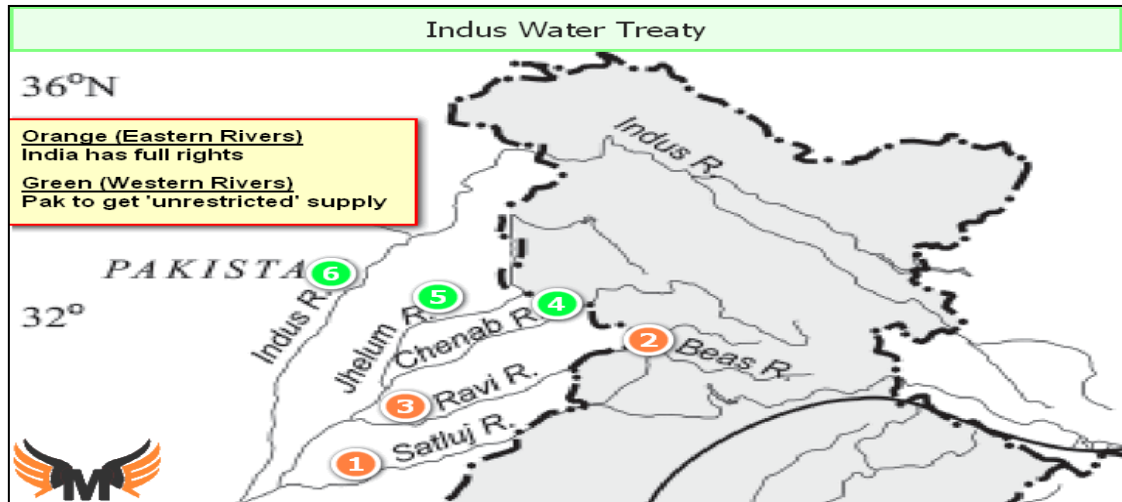 Indus Water Treaty
36°N
Orange (Eastern Rivers)
India has full rights
Green (Western Rivers)
Pak to get 'unrestricted' supply
Indus R.
PAKISTA
6
5
4
32°
Indus R.
Jhelum R.
Chenab R.
2
Beas R.
3
Ravi R.
1
Satluj R.
M